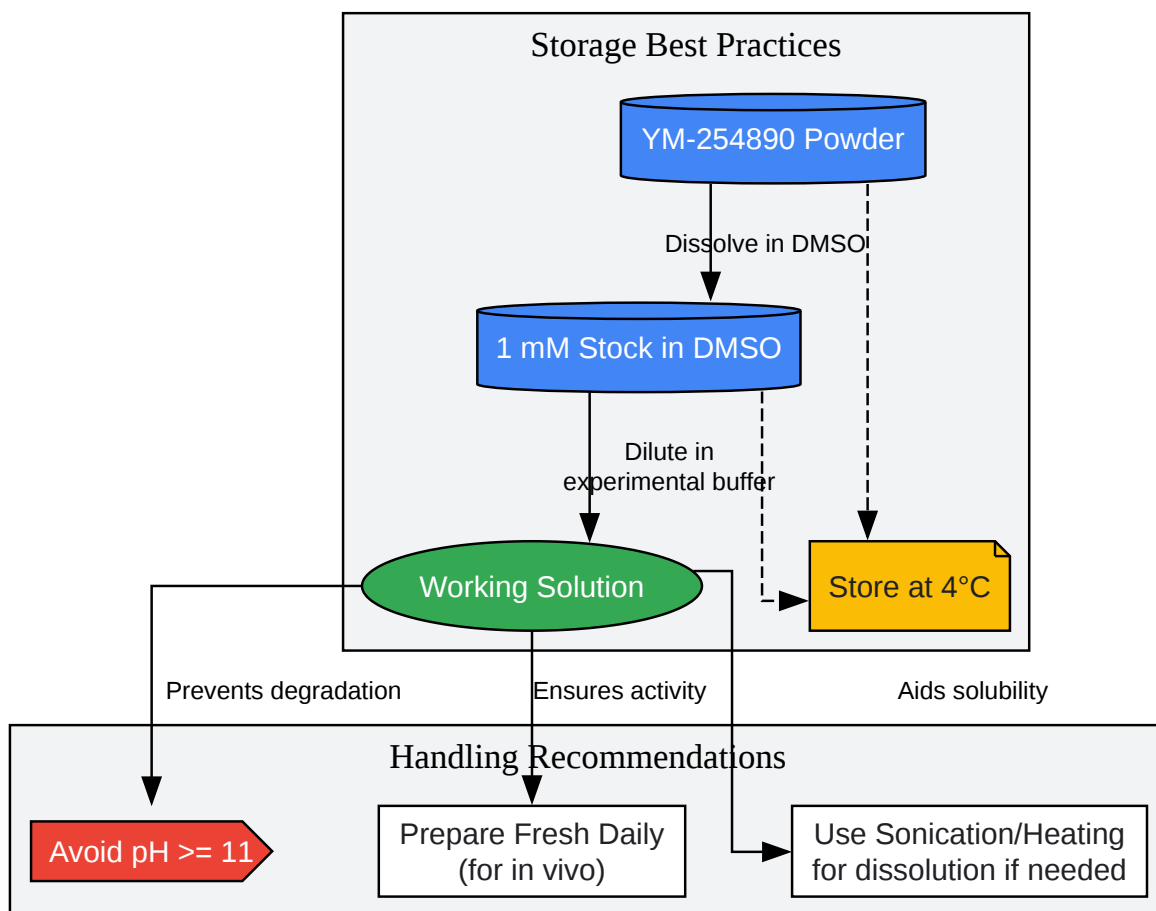 Storage Best Practices
YM-254890 Powder
Dissolve in DMSO
1 mM Stock in DMSO
Dilute in
experimental buffer
Working Solution
Store at 4°C
Prevents degradation
Ensures activity
Aids solubility
Handling Recommendations
Avoid pH >= 11
Prepare Fresh Daily
(for in vivo)
Use Sonication/Heating
for dissolution if needed